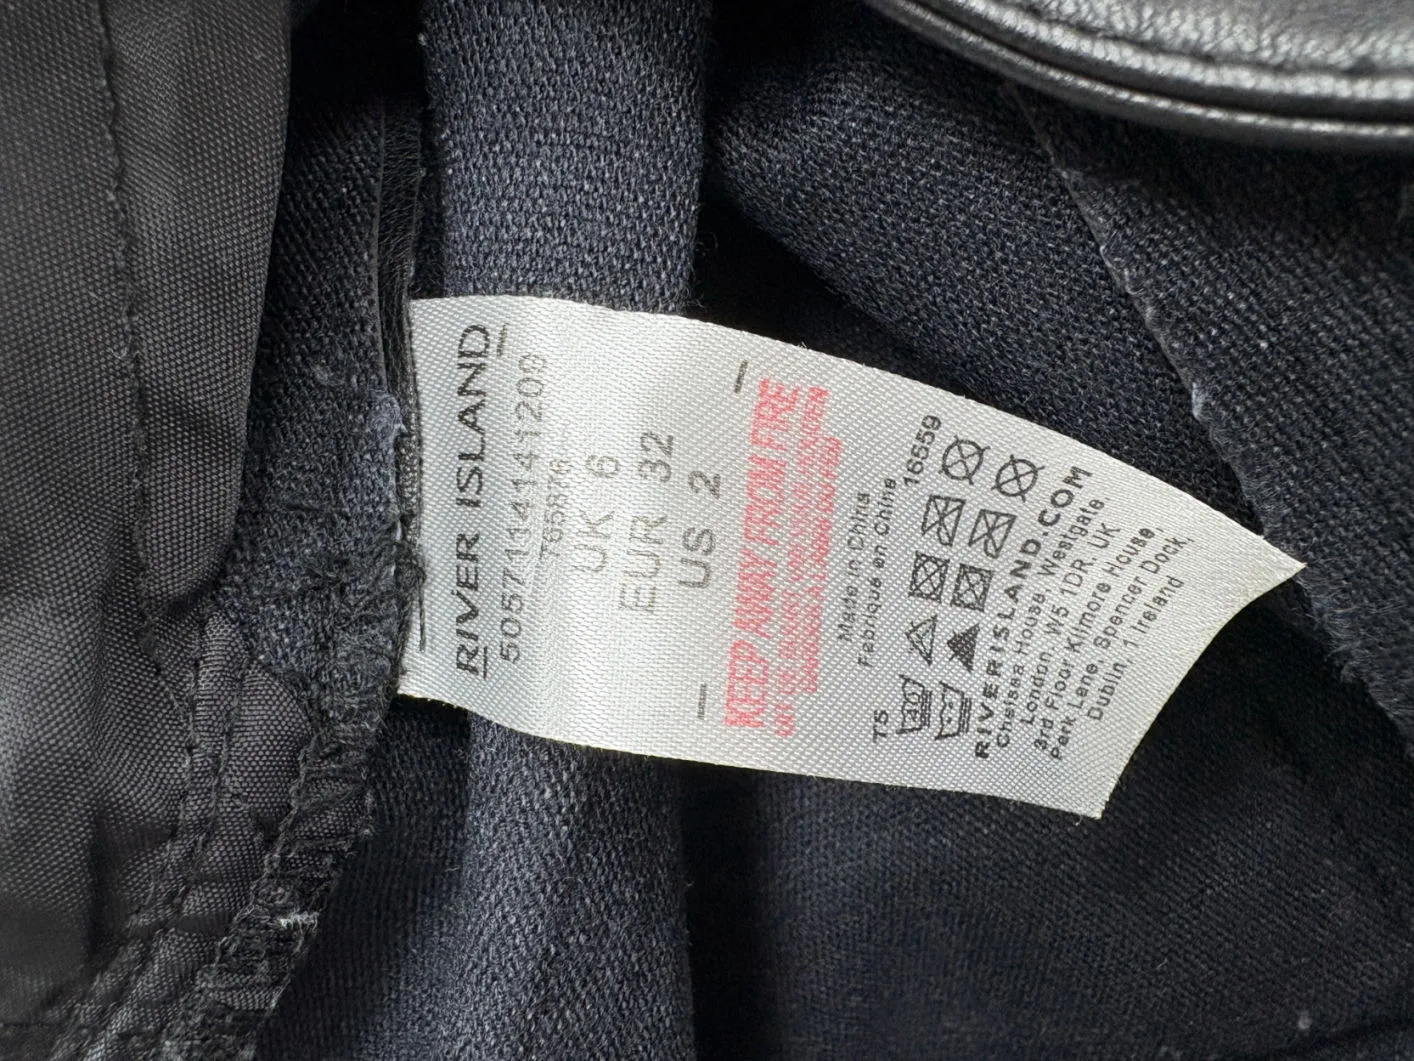 RIVER ISLAND
5057114141209
765876
UK 6
EUR 32
US 2
KEEP AWAY FROM FIRE
Made in China
Fabriqué en Chine
16559
T5
RIVERISLAND.COM
Chelsea House, Westgate,
London, W5 1DR, UK
3rd Floor Kilmore House,
Park Lane, Spencer Dock,
Dublin, 1 Ireland